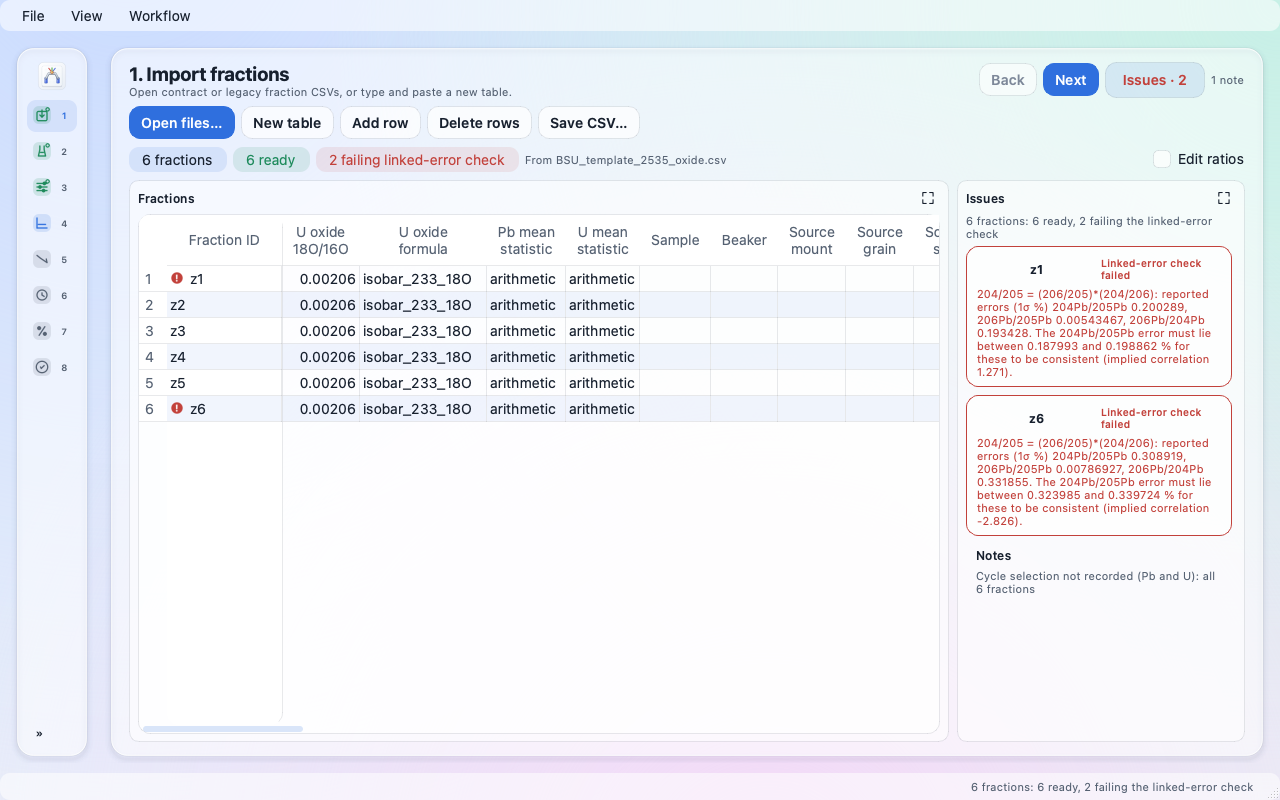 File View Workflow
1. Import fractions
Open contract or legacy fraction CSVs, or type and paste a new table.
Back Next Issues · 2 1 note
Open files... New table Add row Delete rows Save CSV...
6 fractions 6 ready 2 failing linked-error check From BSU_template_2535_oxide.csv
Edit ratios
1
2
3
4
5
6
7
8
»
Fractions
Fraction ID U oxide 18O/16O U oxide formula Pb mean statistic U mean statistic Sample Beaker Source mount Source grain
1 z1 0.00206 isobar_233_18O arithmetic arithmetic
2 z2 0.00206 isobar_233_18O arithmetic arithmetic
3 z3 0.00206 isobar_233_18O arithmetic arithmetic
4 z4 0.00206 isobar_233_18O arithmetic arithmetic
5 z5 0.00206 isobar_233_18O arithmetic arithmetic
6 z6 0.00206 isobar_233_18O arithmetic arithmetic
Issues
6 fractions: 6 ready, 2 failing the linked-error
check
z1 Linked-error check
failed
204/205 = (206/205)*(204/206): reported
errors (1σ %) 204Pb/205Pb 0.200289,
206Pb/205Pb 0.00543467, 206Pb/204Pb
0.193428. The 204Pb/205Pb error must lie
between 0.187993 and 0.198862 % for
these to be consistent (implied correlation
1.271).
z6 Linked-error check
failed
204/205 = (206/205)*(204/206): reported
errors (1σ %) 204Pb/205Pb 0.308919,
206Pb/205Pb 0.00786927, 206Pb/204Pb
0.331855. The 204Pb/205Pb error must lie
between 0.323985 and 0.339724 % for
these to be consistent (implied correlation
-2.826).
Notes
Cycle selection not recorded (Pb and U): all
6 fractions
6 fractions: 6 ready, 2 failing the linked-error check